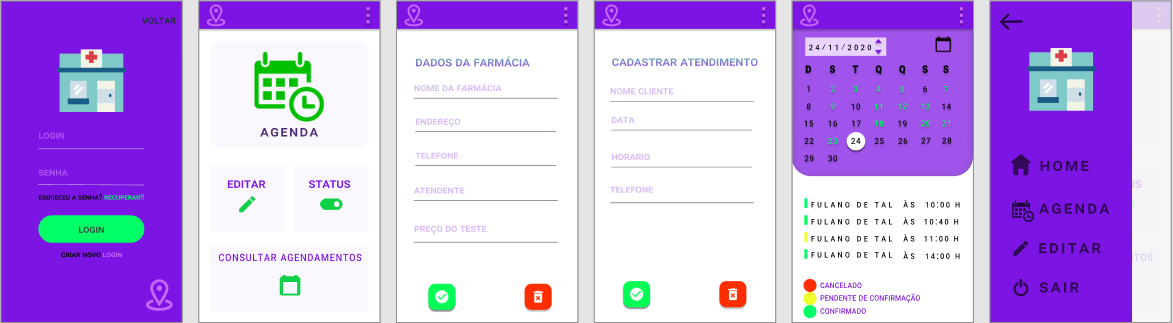 VOLTAR
LOGIN
SENHA
ESQUECEU A SENHA? RECUPERAR!!
LOGIN
CRIAR NOVO LOGIN
AGENDA
EDITAR
STATUS
CONSULTAR AGENDAMENTOS
DADOS DA FARMÁCIA
NOME DA FARMÁCIA
ENDEREÇO
TELEFONE
ATENDENTE
PREÇO DO TESTE
CADASTRAR ATENDIMENTO
NOME CLIENTE
DATA
HORARIO
TELEFONE
24/11/2020
D S T Q Q S S
1 2 3 4 5 6 7
8 9 10 11 12 13 14
15 16 17 18 19 20 21
22 23 24 25 26 27 28
29 30
FULANO DE TAL ÀS 10:00 H
FULANO DE TAL ÀS 10:40 H
FULANO DE TAL ÀS 11:00 H
FULANO DE TAL ÀS 14:00 H
CANCELADO
PENDENTE DE CONFIRMAÇÃO
CONFIRMADO
HOME
AGENDA
EDITAR
SAIR
US
NTOS